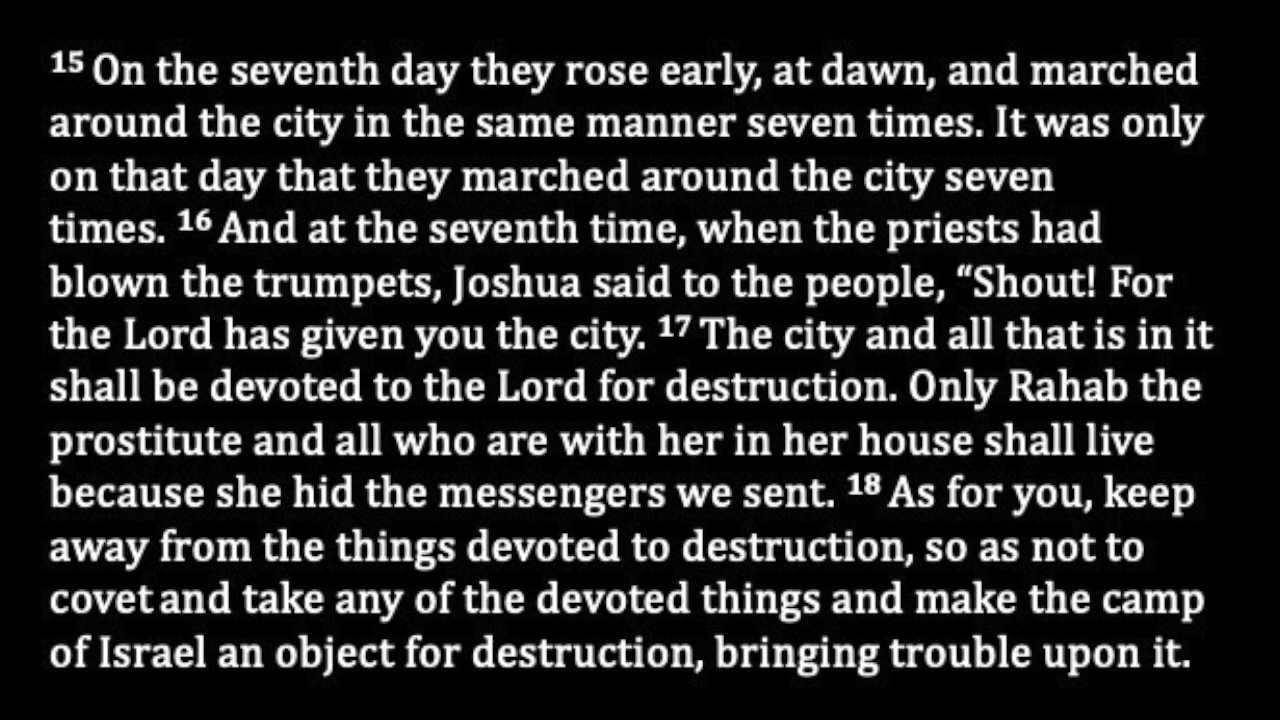 15 On the seventh day they rose early, at dawn, and marched
around the city in the same manner seven times. It was only
on that day that they marched around the city seven
times. 16 And at the seventh time, when the priests had
blown the trumpets, Joshua said to the people, “Shout! For
the Lord has given you the city. 17 The city and all that is in it
shall be devoted to the Lord for destruction. Only Rahab the
prostitute and all who are with her in her house shall live
because she hid the messengers we sent. 18 As for you, keep
away from the things devoted to destruction, so as not to
covet and take any of the devoted things and make the camp
of Israel an object for destruction, bringing trouble upon it.